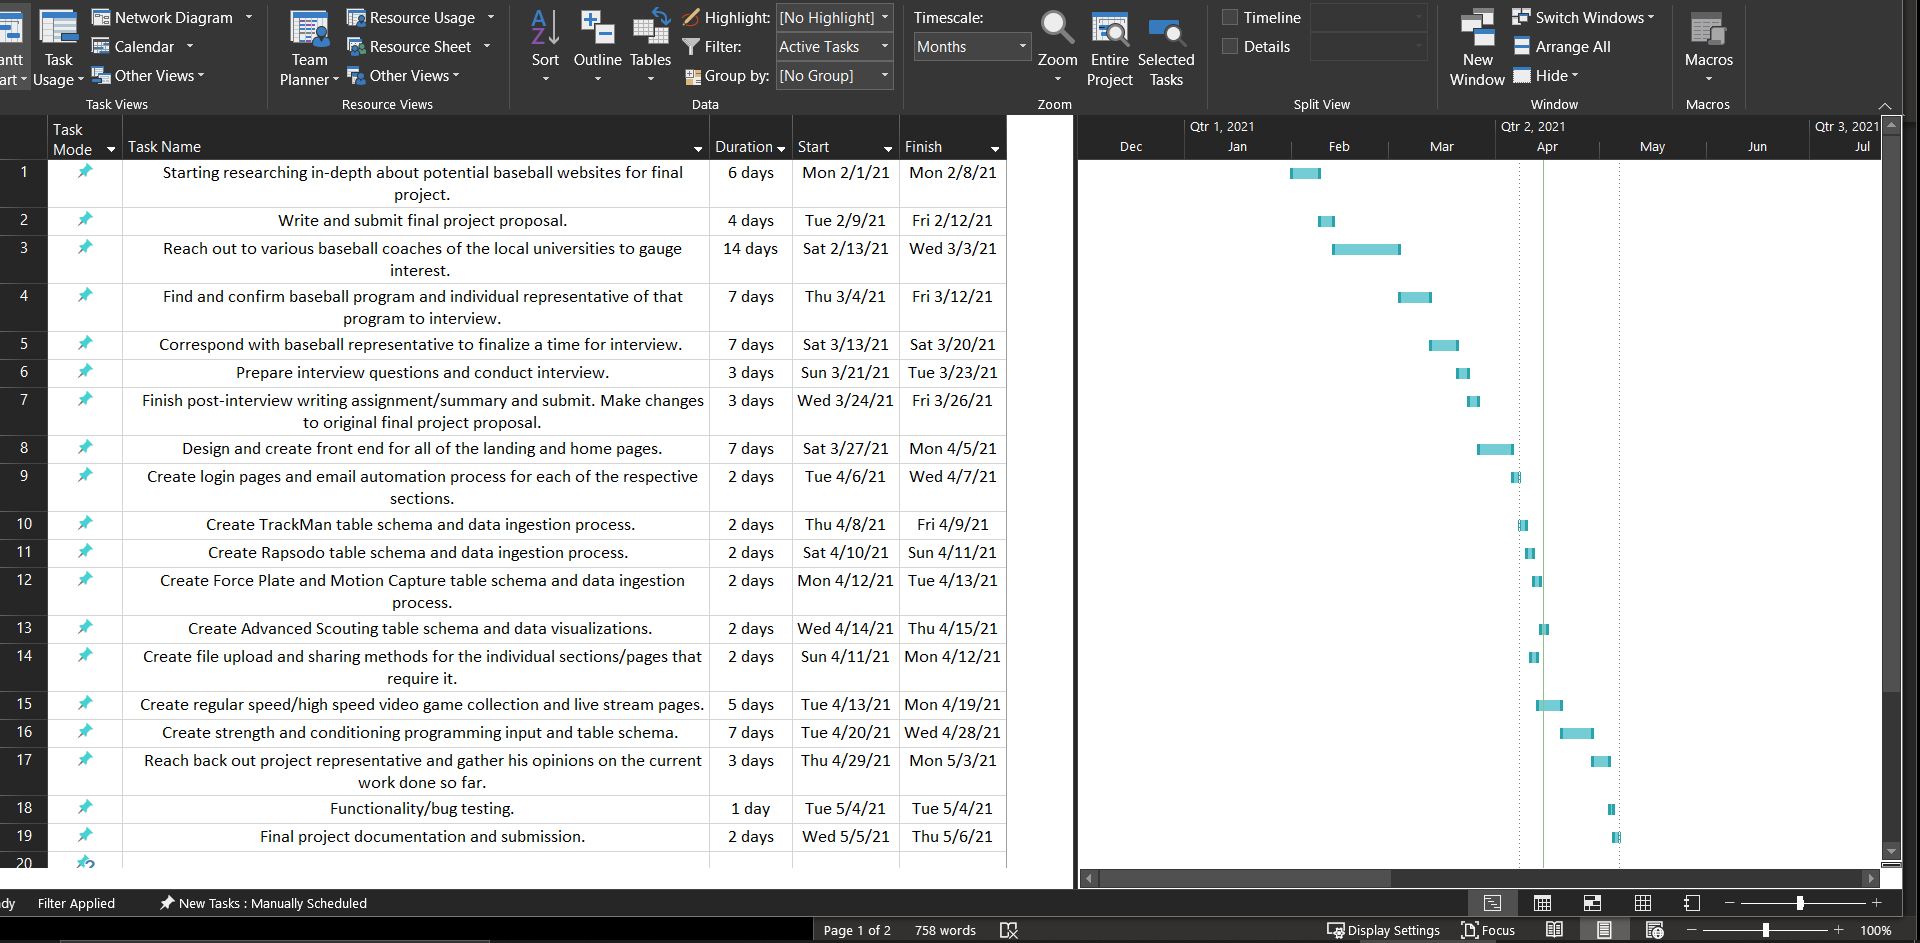 Network Diagram
Resource Usage
Highlight: [No Highlight]
Timescale:
Timeline
Switch Windows
Calendar
Resource Sheet
Filter: Active Tasks
Months
Details
Arrange All
Task
Usage
Other Views
Team
Planner
Other Views
Sort
Outline
Tables
Group by: [No Group]
Zoom
Entire
Project
Selected
Tasks
New
Window
Hide
Macros
Task Views
Resource Views
Data
Zoom
Split View
Window
Macros
Task Mode Task Name Duration Start Finish
Qtr 1, 2021 Qtr 2, 2021 Qtr 3, 2021
Dec Jan Feb Mar Apr May Jun Jul
1 Starting researching in-depth about potential baseball websites for final 6 days Mon 2/1/21 Mon 2/8/21
project.
2 Write and submit final project proposal. 4 days Tue 2/9/21 Fri 2/12/21
3 Reach out to various baseball coaches of the local universities to gauge 14 days Sat 2/13/21 Wed 3/3/21
interest.
4 Find and confirm baseball program and individual representative of that 7 days Thu 3/4/21 Fri 3/12/21
program to interview.
5 Correspond with baseball representative to finalize a time for interview. 7 days Sat 3/13/21 Sat 3/20/21
6 Prepare interview questions and conduct interview. 3 days Sun 3/21/21 Tue 3/23/21
7 Finish post-interview writing assignment/summary and submit. Make changes 3 days Wed 3/24/21 Fri 3/26/21
to original final project proposal.
8 Design and create front end for all of the landing and home pages. 7 days Sat 3/27/21 Mon 4/5/21
9 Create login pages and email automation process for each of the respective 2 days Tue 4/6/21 Wed 4/7/21
sections.
10 Create TrackMan table schema and data ingestion process. 2 days Thu 4/8/21 Fri 4/9/21
11 Create Rapsodo table schema and data ingestion process. 2 days Sat 4/10/21 Sun 4/11/21
12 Create Force Plate and Motion Capture table schema and data ingestion 2 days Mon 4/12/21 Tue 4/13/21
process.
13 Create Advanced Scouting table schema and data visualizations. 2 days Wed 4/14/21 Thu 4/15/21
14 Create file upload and sharing methods for the individual sections/pages that 2 days Sun 4/11/21 Mon 4/12/21
require it.
15 Create regular speed/high speed video game collection and live stream pages. 5 days Tue 4/13/21 Mon 4/19/21
16 Create strength and conditioning programming input and table schema. 7 days Tue 4/20/21 Wed 4/28/21
17 Reach back out project representative and gather his opinions on the current 3 days Thu 4/29/21 Mon 5/3/21
work done so far.
18 Functionality/bug testing. 1 day Tue 5/4/21 Tue 5/4/21
19 Final project documentation and submission. 2 days Wed 5/5/21 Thu 5/6/21
20
dy Filter Applied New Tasks : Manually Scheduled
Page 1 of 2 758 words Display Settings Focus 100%